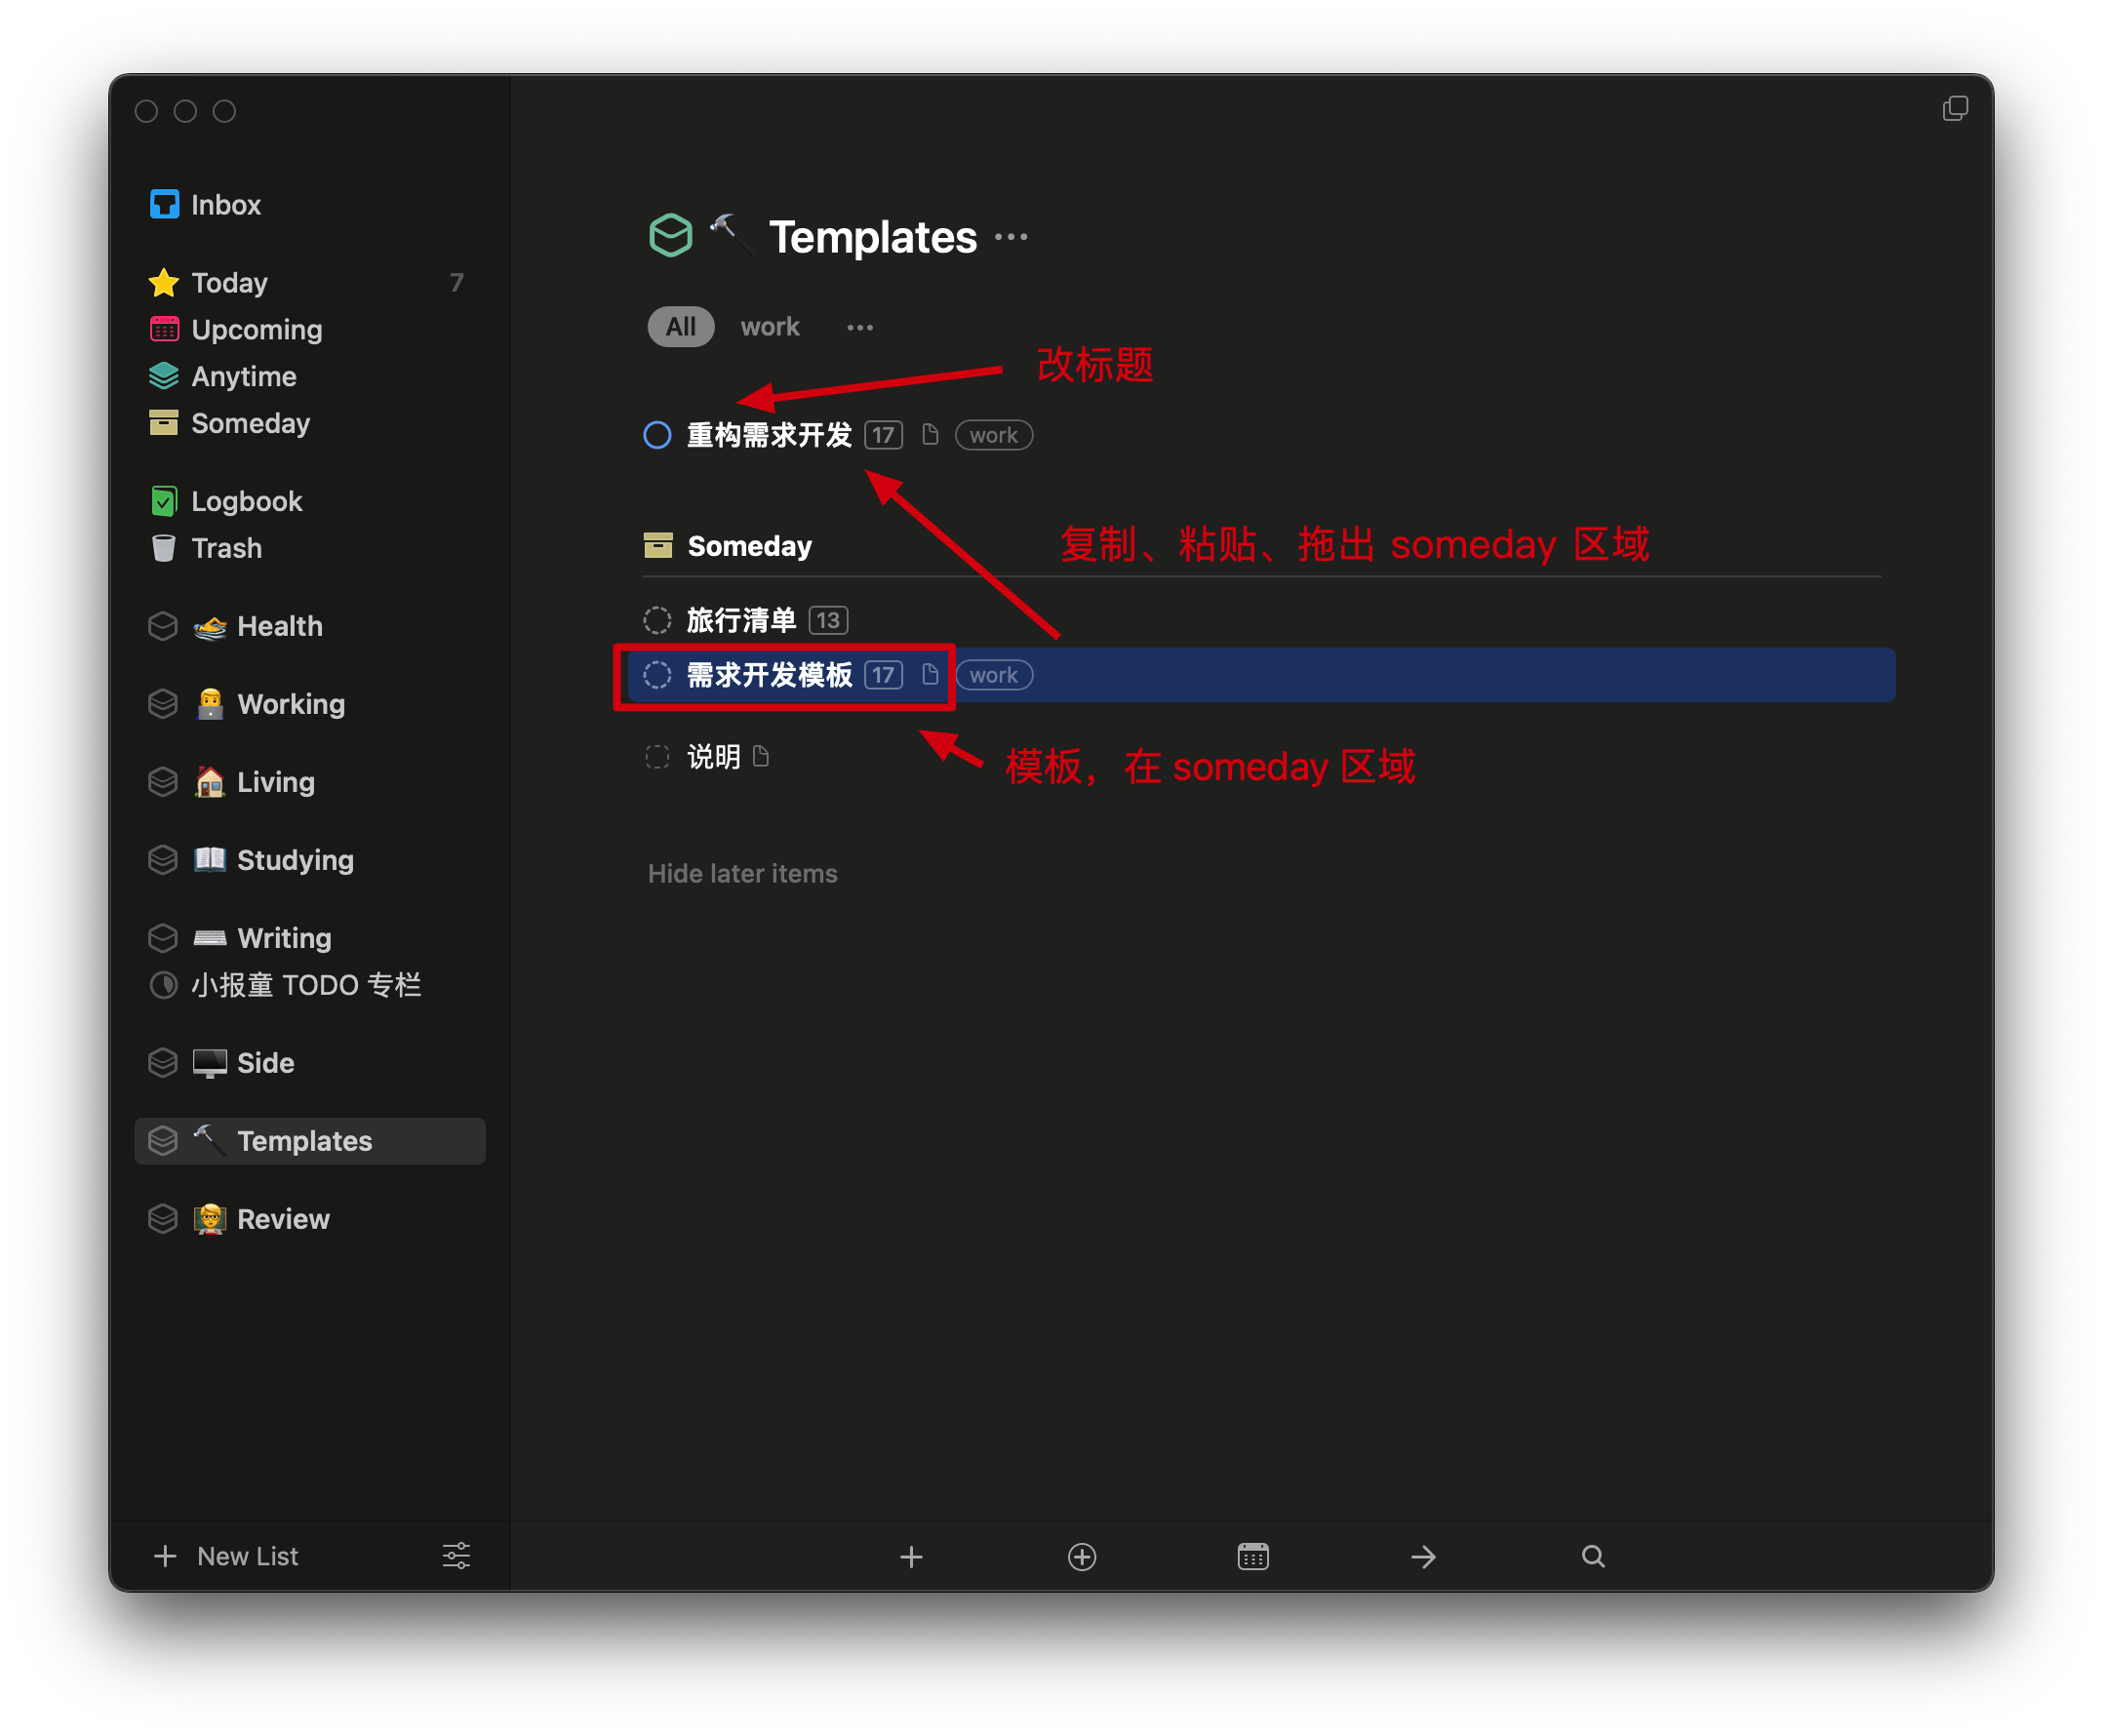 Inbox
Today 7
Upcoming
Anytime
Someday
Logbook
Trash
Health
Working
Living
Studying
Writing
小报童 TODO 专栏
Side
Templates
Review
New List
Templates
All work
改标题
重构需求开发 17 work
复制、粘贴、拖出 someday 区域
Someday
旅行清单 13
需求开发模板 17 work
说明
模板，在 someday 区域
Hide later items